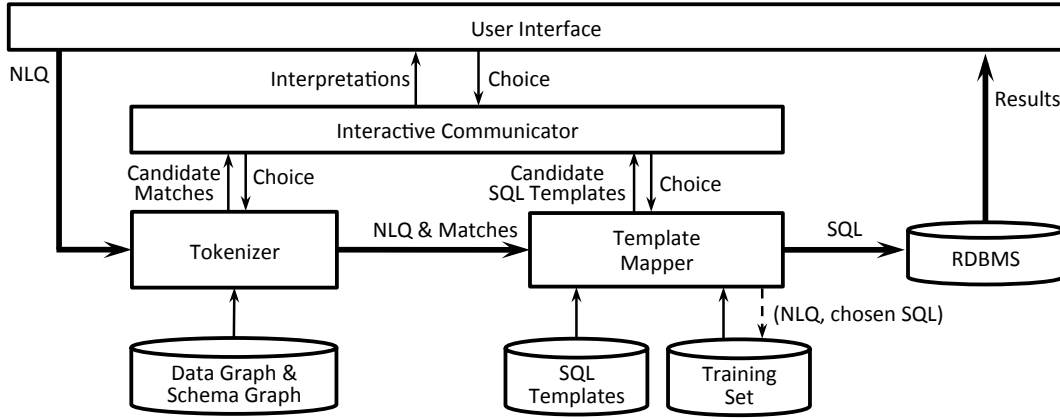 User Interface
NLQ
Interpretations
Choice
Results
Interactive Communicator
Candidate
Matches
Choice
Candidate
SQL Templates
Choice
Tokenizer
NLQ & Matches
Template
Mapper
SQL
RDBMS
(NLQ, chosen SQL)
Data Graph &
Schema Graph
SQL
Templates
Training
Set